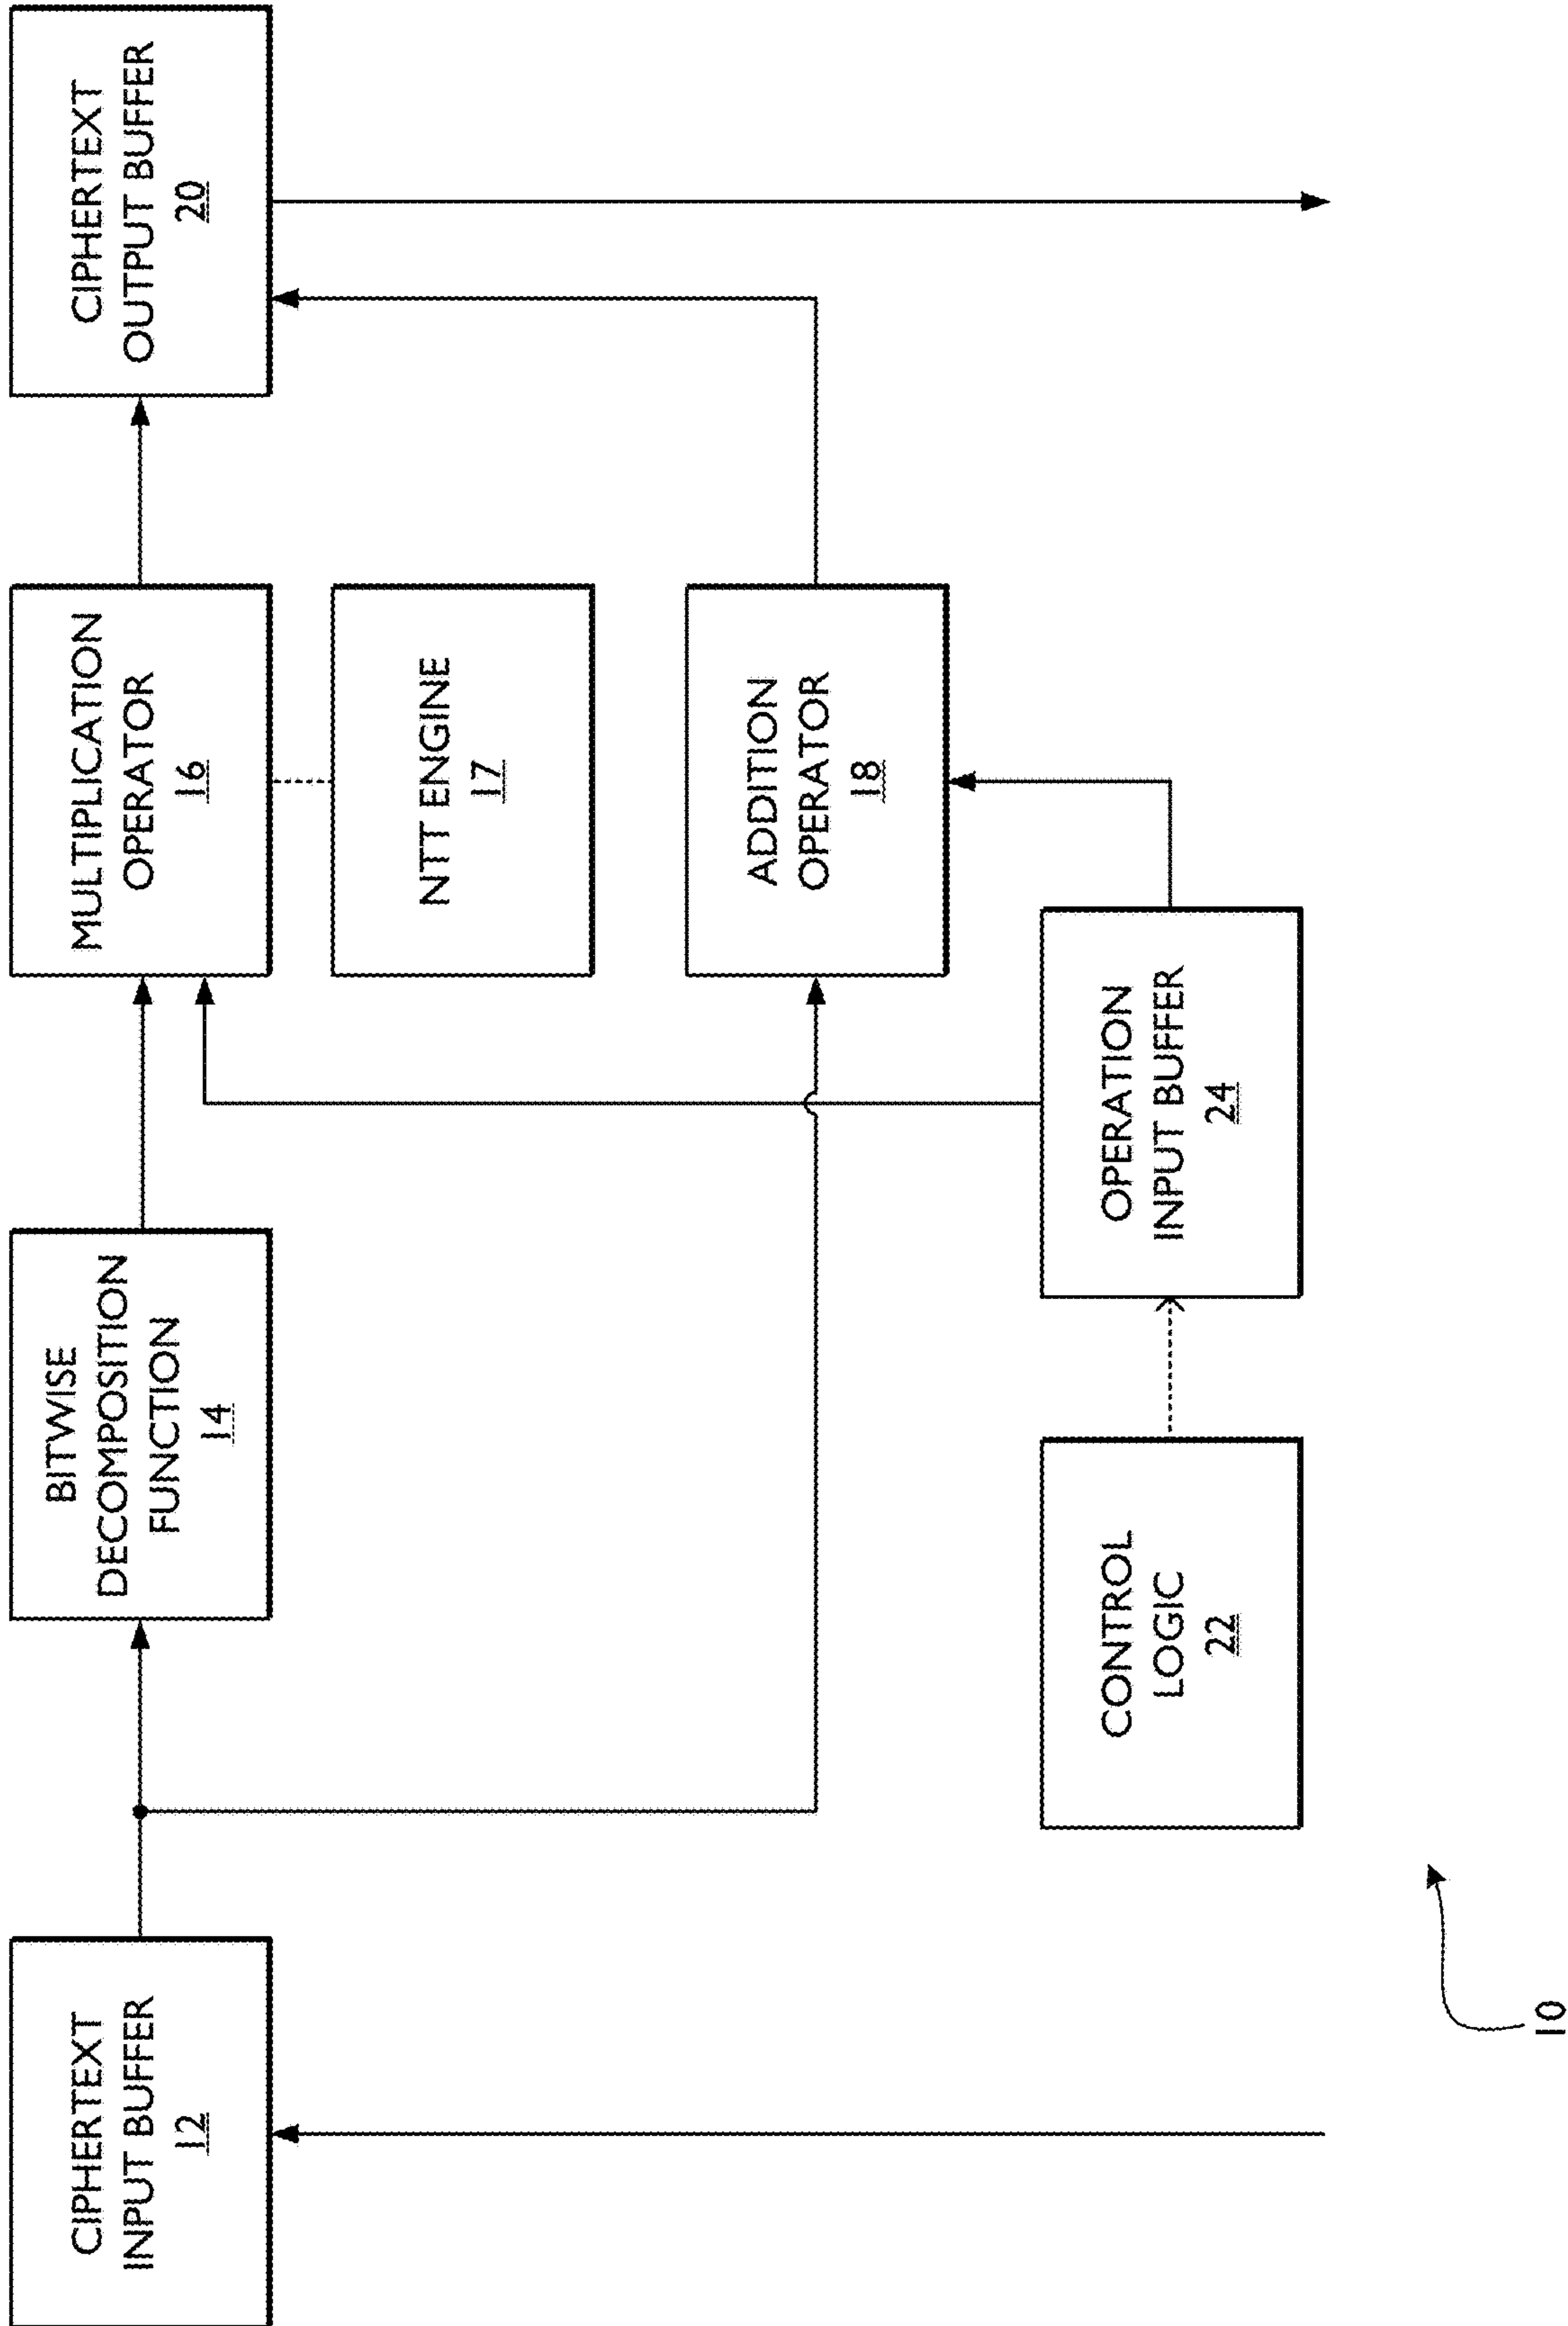 CIPHERTEXT
INPUT BUFFER
12
BITWISE
DECOMPOSITION
FUNCTION
14
MULTIPLICATION
OPERATOR
16
CIPHERTEXT
OUTPUT BUFFER
20
NTT ENGINE
17
ADDITION
OPERATOR
18
CONTROL
LOGIC
22
OPERATION
INPUT BUFFER
24
10